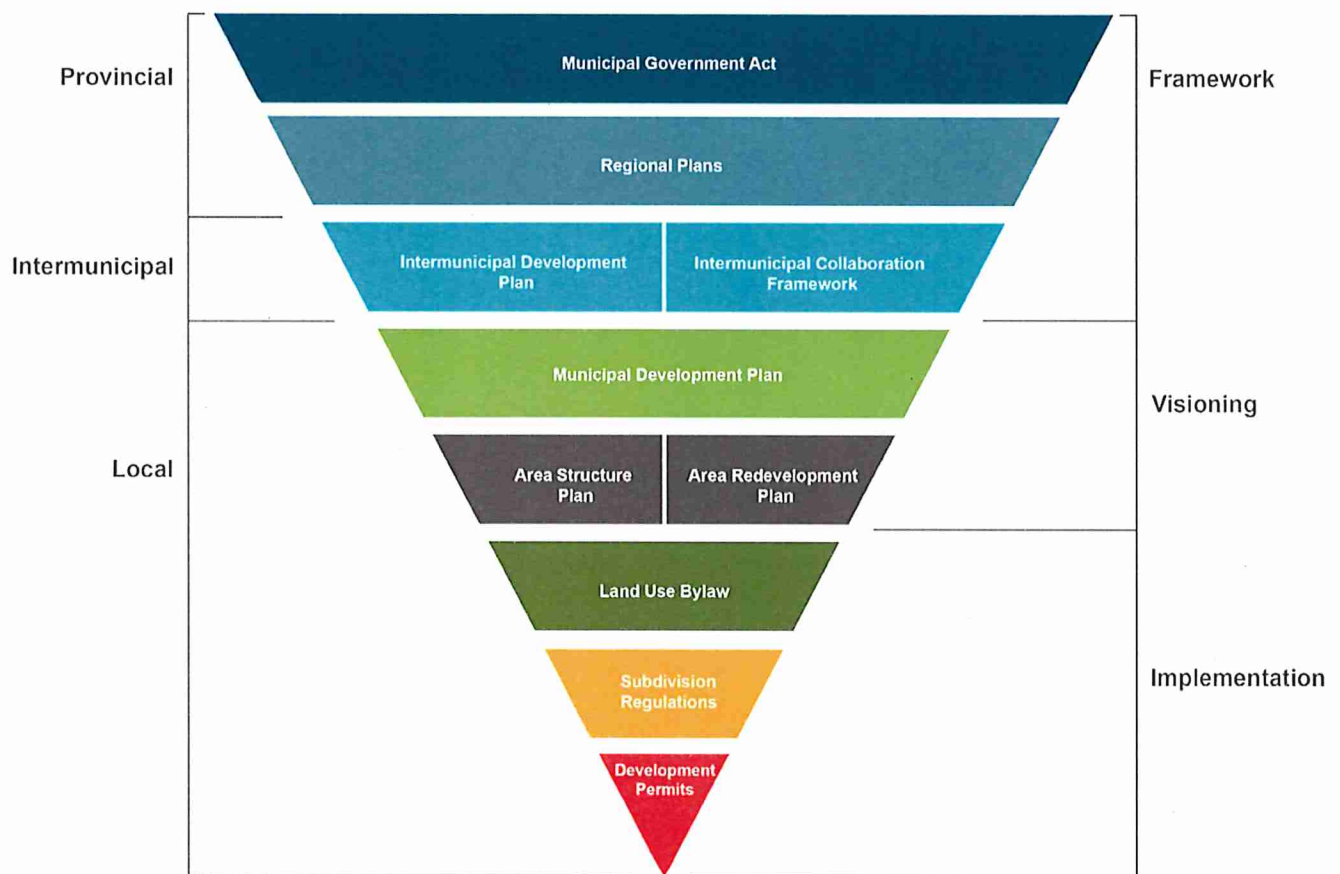 Municipal Government Act
Provincial
Framework
Regional Plans
Intermunicipal
Intermunicipal Development
Plan
Intermunicipal Collaboration
Framework
Municipal Development Plan
Visioning
Local
Area Structure
Plan
Area Redevelopment
Plan
Land Use Bylaw
Subdivision
Regulations
Implementation
Development
Permits